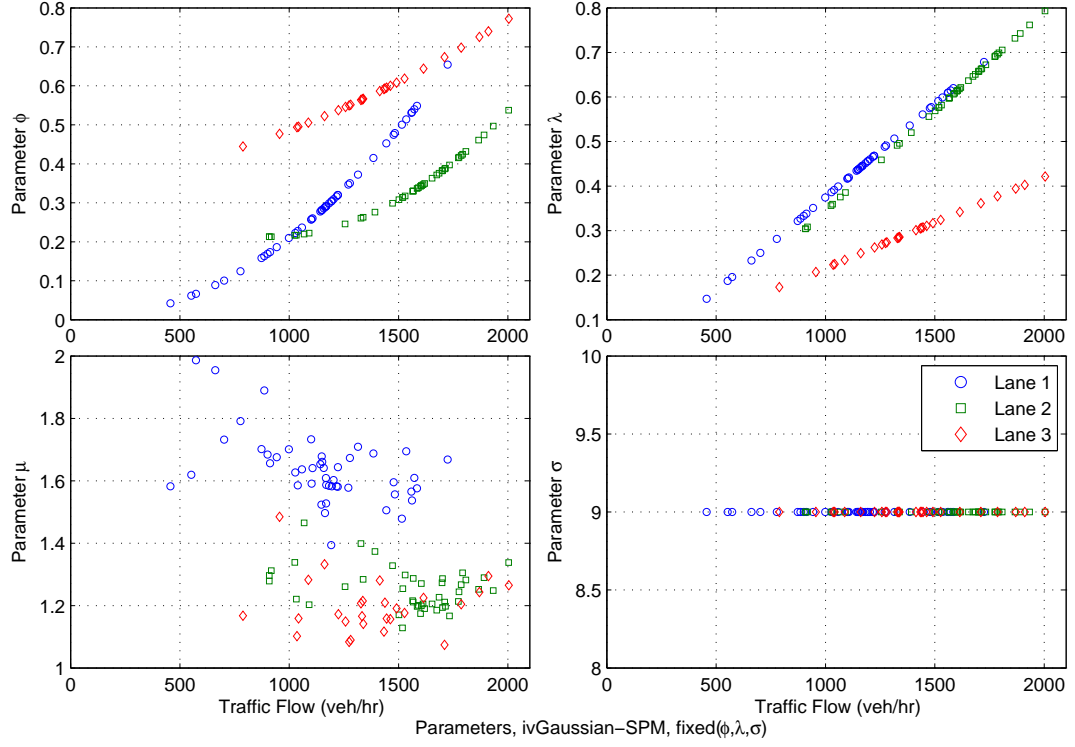 0.8
0.7
0.6
0.5
0.4
0.3
0.2
0.1
0
Parameter ϕ
0 500 1000 1500 2000
0.8
0.7
0.6
0.5
0.4
0.3
0.2
0.1
Parameter λ
0 500 1000 1500 2000
2
1.8
1.6
1.4
1.2
1
Parameter μ
0 500 1000 1500 2000
Traffic Flow (veh/hr)
10
9.5
9
8.5
8
Parameter σ
Lane 1
Lane 2
Lane 3
0 500 1000 1500 2000
Traffic Flow (veh/hr)
Parameters, ivGaussian−SPM, fixed(ϕ,λ,σ)